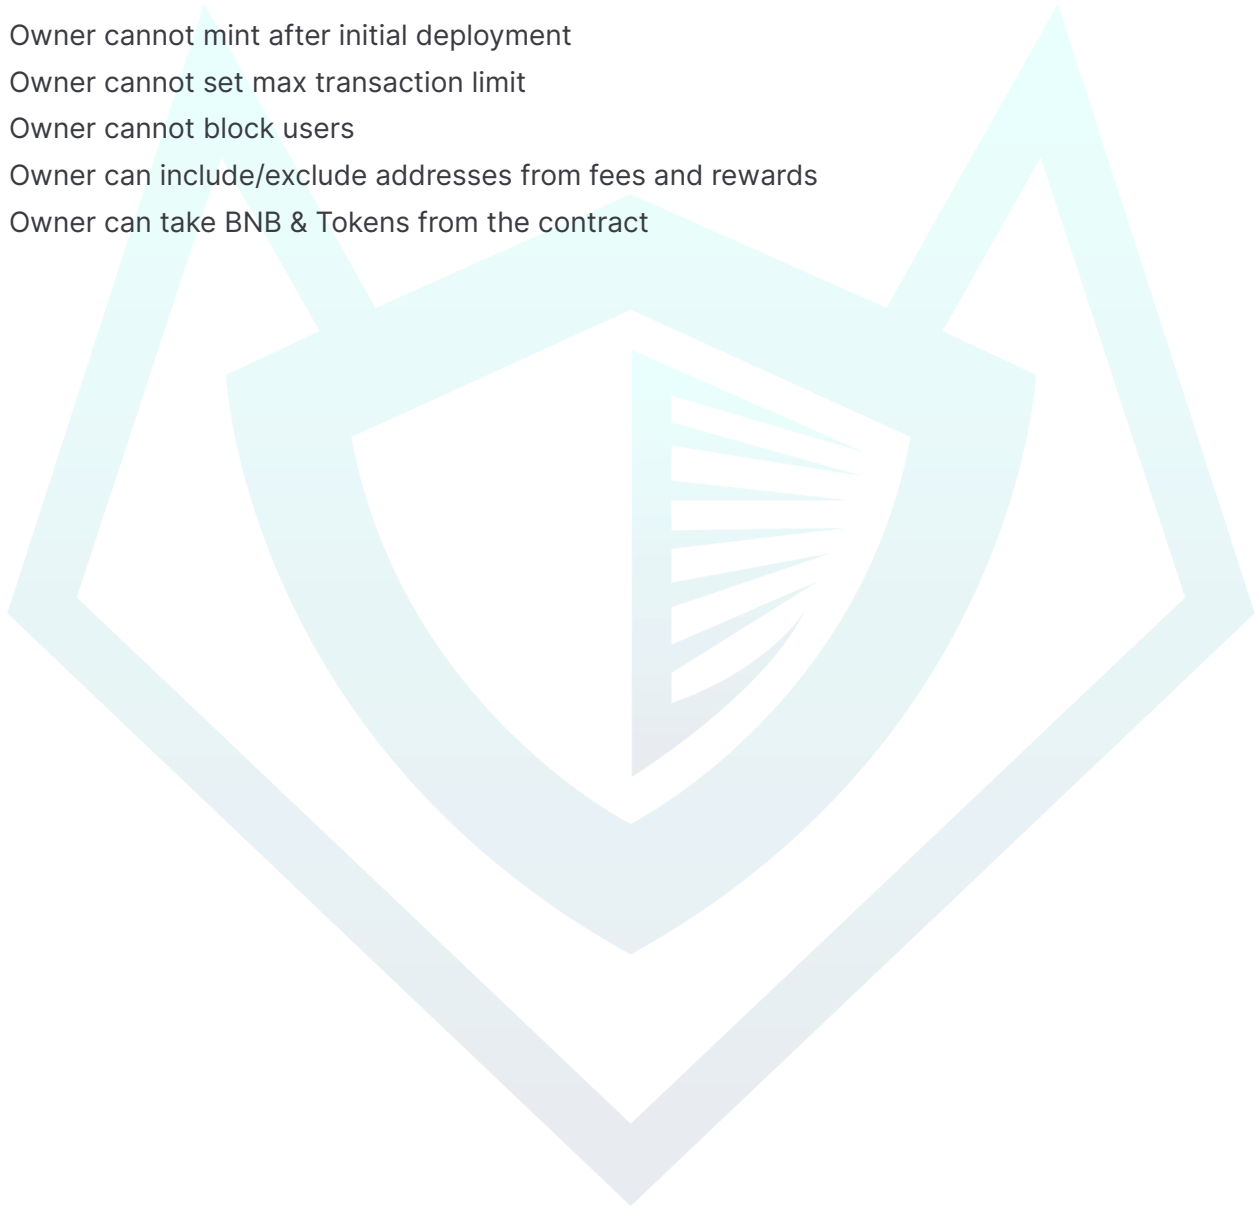 Owner cannot mint after initial deployment
Owner cannot set max transaction limit
Owner cannot block users
Owner can include/exclude addresses from fees and rewards
Owner can take BNB & Tokens from the contract